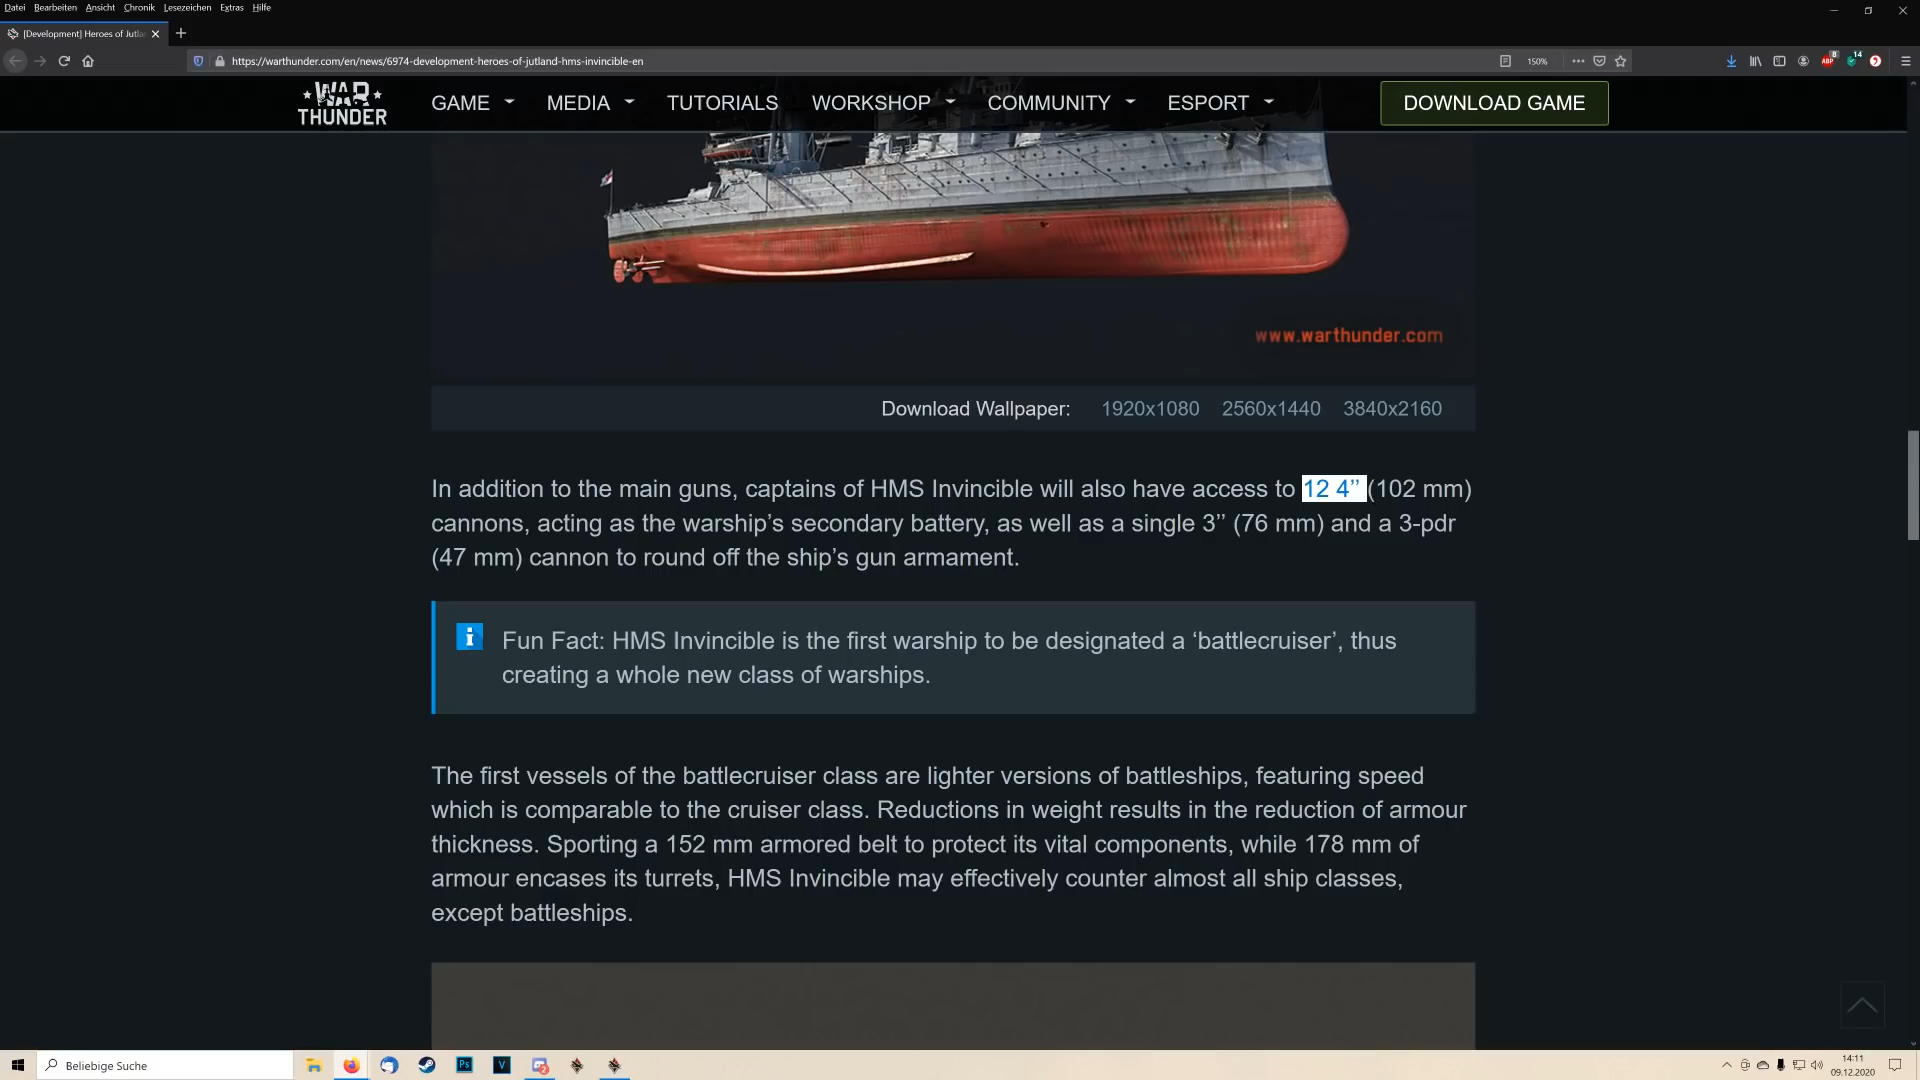 Datei Bearbeiten Ansicht Chronik Lesezeichen Extras Hilfe
[Development] Heroes of Jutla
https://warthunder.com/en/news/6974-development-heroes-of-jutland-hms-invincible-en
150%
ABP
8
14
WAR THUNDER
GAME MEDIA TUTORIALS WORKSHOP COMMUNITY ESPORT DOWNLOAD GAME
www.warthunder.com
Download Wallpaper: 1920x1080 2560x1440 3840x2160
In addition to the main guns, captains of HMS Invincible will also have access to 12 4’’ (102 mm)
cannons, acting as the warship’s secondary battery, as well as a single 3’’ (76 mm) and a 3-pdr
(47 mm) cannon to round off the ship’s gun armament.
Fun Fact: HMS Invincible is the first warship to be designated a ‘battlecruiser’, thus
creating a whole new class of warships.
The first vessels of the battlecruiser class are lighter versions of battleships, featuring speed
which is comparable to the cruiser class. Reductions in weight results in the reduction of armour
thickness. Sporting a 152 mm armored belt to protect its vital components, while 178 mm of
armour encases its turrets, HMS Invincible may effectively counter almost all ship classes,
except battleships.
Beliebige Suche
Ps
V
2
14:11
09.12.2020